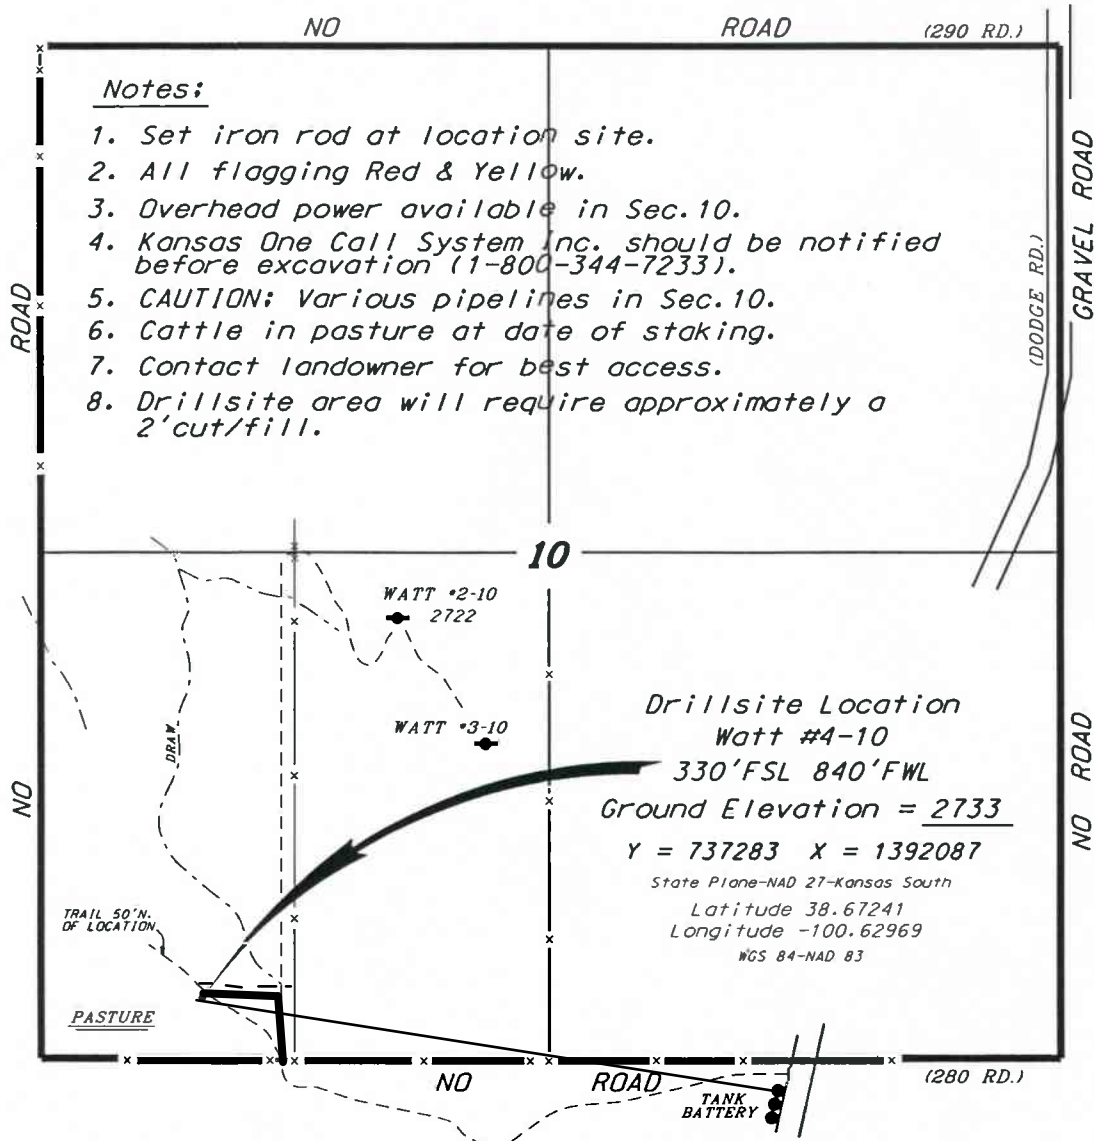 NO ROAD (290 RD.)
Notes:
1. Set iron rod at location site.
2. All flagging Red & Yellow.
3. Overhead power available in Sec.10.
4. Kansas One Call System Inc. should be notified
before excavation (1-800-344-7233).
5. CAUTION: Various pipelines in Sec.10.
6. Cattle in pasture at date of staking.
7. Contact landowner for best access.
8. Drillsite area will require approximately a
2'cut/fill.
ROAD
(DODGE RD.)
GRAVEL ROAD
10
WATT #2-10
2722
WATT #3-10
DRAW
Drillsite Location
Watt #4-10
330'FSL 840'FWL
Ground Elevation = 2733
Y = 737283 X = 1392087
State Plane-NAD 27-Kansas South
Latitude 38.67241
Longitude -100.62969
WGS 84-NAD 83
NO
NO ROAD
TRAIL 50'N.
OF LOCATION
PASTURE
NO ROAD (280 RD.)
TANK
BATTERY